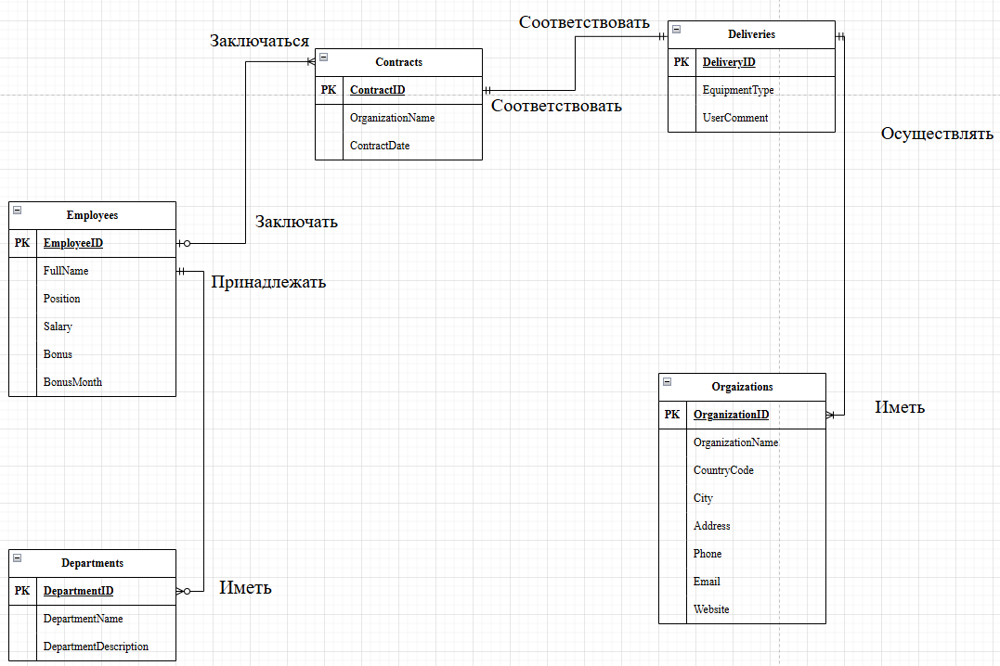 Соответствовать
Deliveries
PK DeliveryID
EquipmentType
UserComment
Заключаться
Contracts
PK ContractID
OrganizationName
ContractDate
Соответствовать
Осуществлять
Employees
PK EmployeeID
FullName
Position
Salary
Bonus
BonusMonth
Заключать
Принадлежать
Orgaizations
PK OrganizationID
OrganizationName
CountryCode
City
Address
Phone
Email
Website
Иметь
Departments
PK DepartmentID
DepartmentName
DepartmentDescription
Иметь